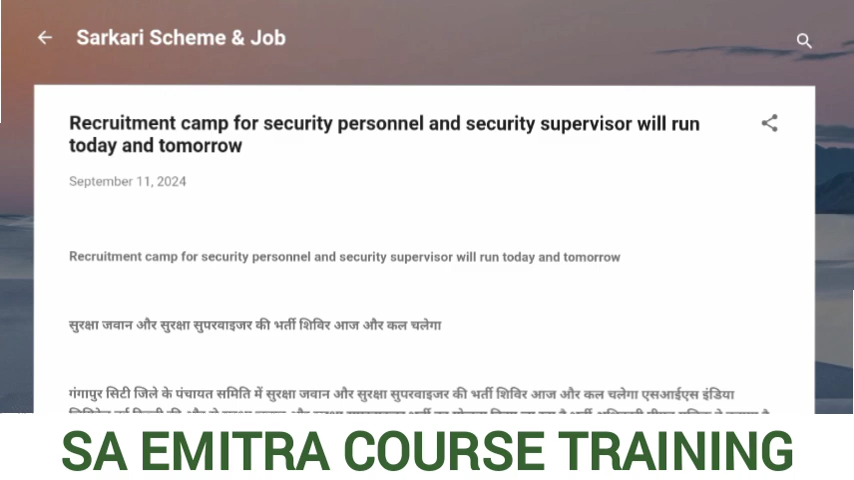 Sarkari Scheme & Job
Recruitment camp for security personnel and security supervisor will run
today and tomorrow
September 11, 2024
Recruitment camp for security personnel and security supervisor will run today and tomorrow
सुरक्षा जवान और सुरक्षा सुपरवाइजर की भर्ती शिविर आज और कल चलेगा
गंगापुर सिटी जिले के पंचायत समिति में सुरक्षा जवान और सुरक्षा सुपरवाइजर की भर्ती शिविर आज और कल चलेगा एसआईएस इंडिया
SA EMITRA COURSE TRAINING